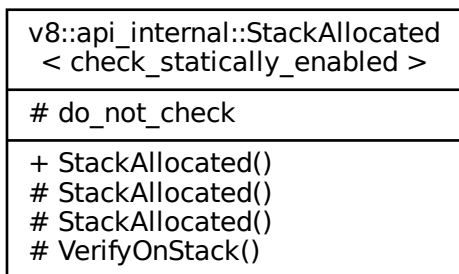 v8::api_internal::StackAllocated
< check_statically_enabled >
# do_not_check
+ StackAllocated()
# StackAllocated()
# StackAllocated()
# VerifyOnStack()